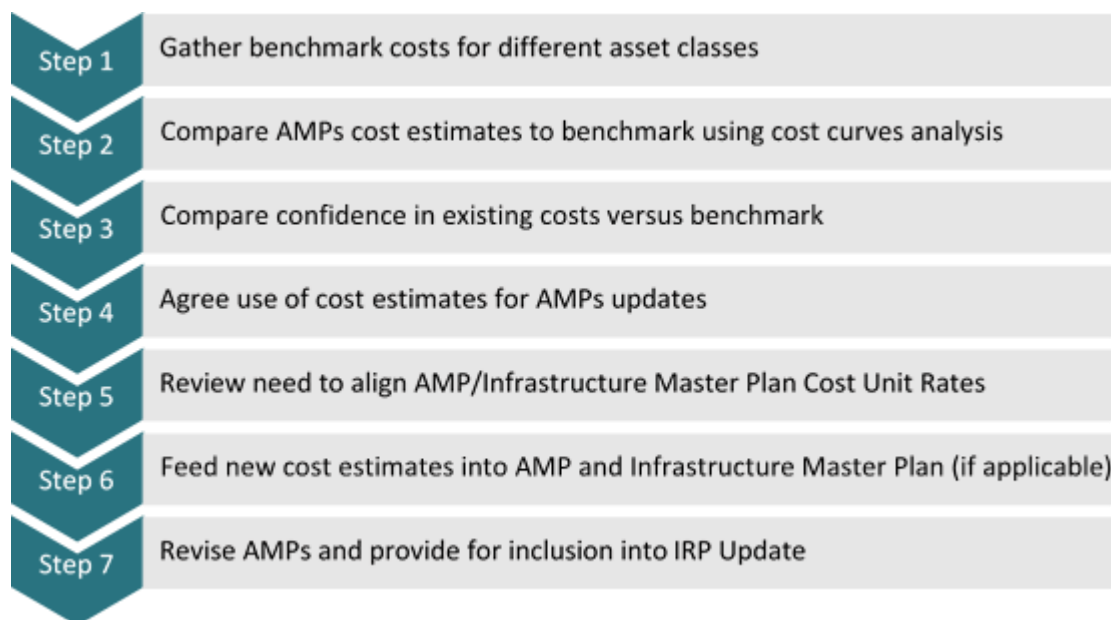 Step 1
Gather benchmark costs for different asset classes
Step 2
Compare AMPs cost estimates to benchmark using cost curves analysis
Step 3
Compare confidence in existing costs versus benchmark
Step 4
Agree use of cost estimates for AMPs updates
Step 5
Review need to align AMP/Infrastructure Master Plan Cost Unit Rates
Step 6
Feed new cost estimates into AMP and Infrastructure Master Plan (if applicable)
Step 7
Revise AMPs and provide for inclusion into IRP Update